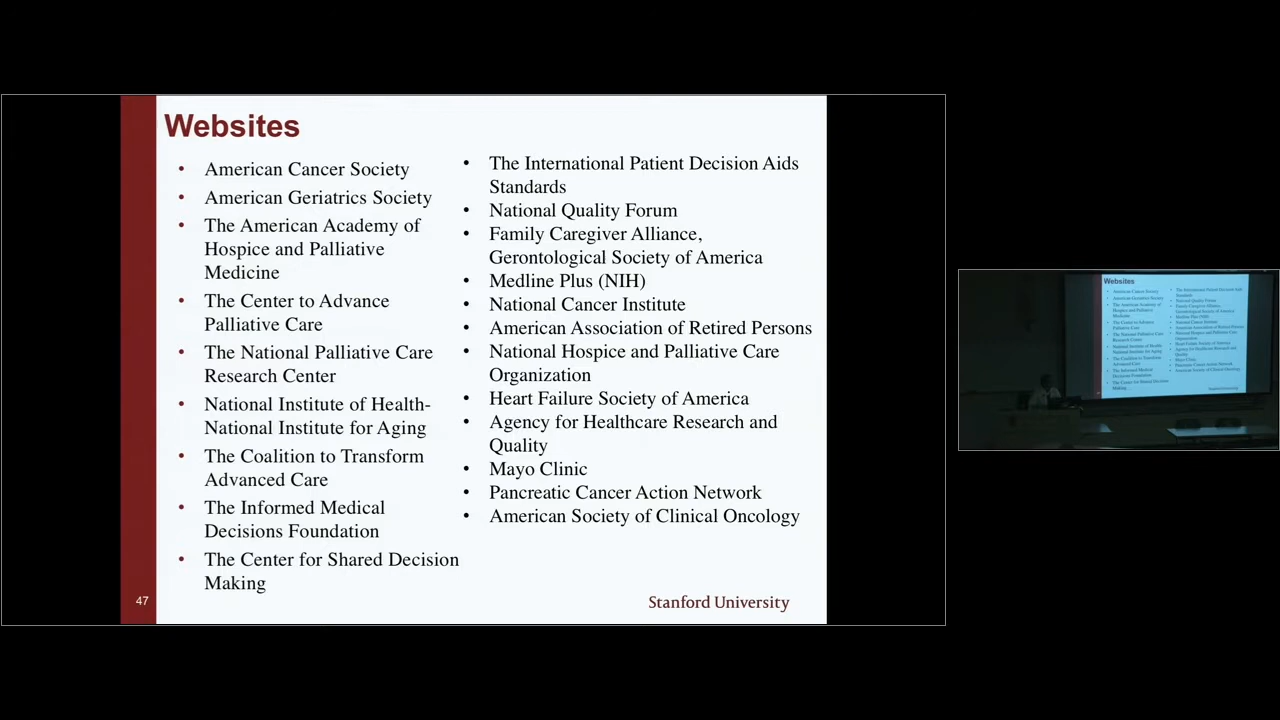 Websites
• American Cancer Society
• American Geriatrics Society
• The American Academy of
Hospice and Palliative
Medicine
• The Center to Advance
Palliative Care
• The National Palliative Care
Research Center
• National Institute of Health-
National Institute for Aging
• The Coalition to Transform
Advanced Care
• The Informed Medical
Decisions Foundation
• The Center for Shared Decision
Making
• The International Patient Decision Aids
Standards
• National Quality Forum
• Family Caregiver Alliance,
Gerontological Society of America
• Medline Plus (NIH)
• National Cancer Institute
• American Association of Retired Persons
• National Hospice and Palliative Care
Organization
• Heart Failure Society of America
• Agency for Healthcare Research and
Quality
• Mayo Clinic
• Pancreatic Cancer Action Network
• American Society of Clinical Oncology
47
Stanford University
Websites